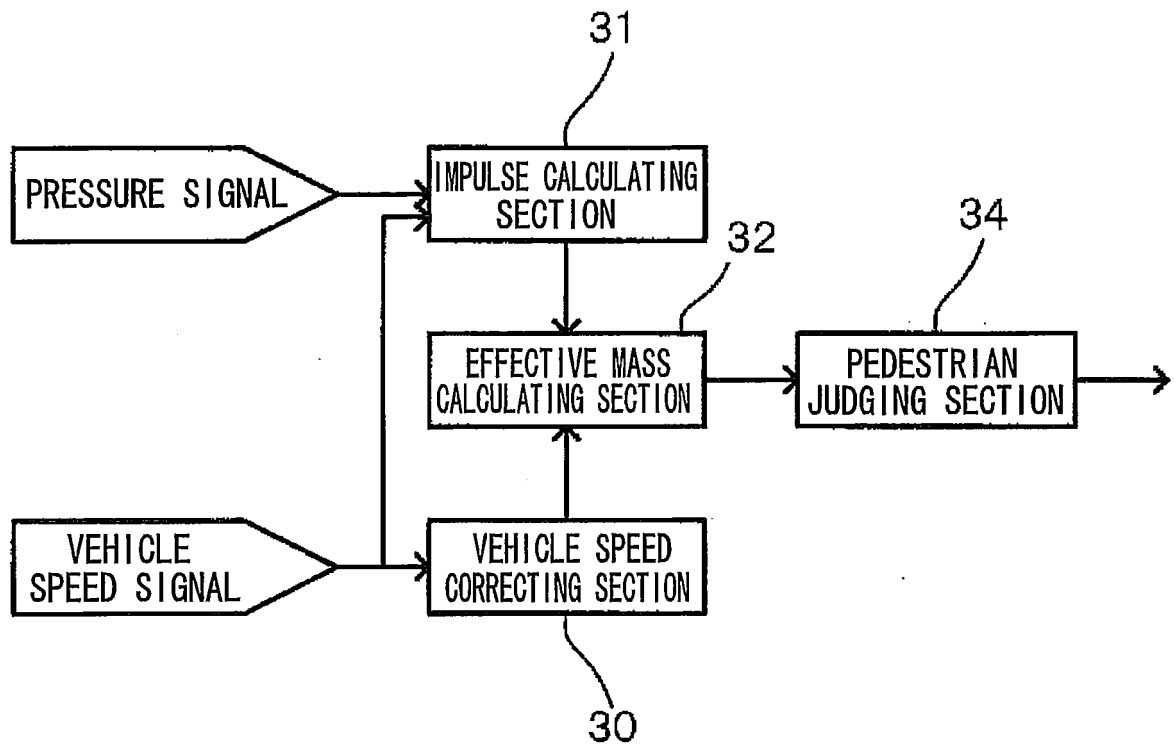 31
PRESSURE SIGNAL
IMPULSE CALCULATING
SECTION
32
34
EFFECTIVE MASS
CALCULATING SECTION
PEDESTRIAN
JUDGING SECTION
VEHICLE
SPEED SIGNAL
VEHICLE SPEED
CORRECTING SECTION
30